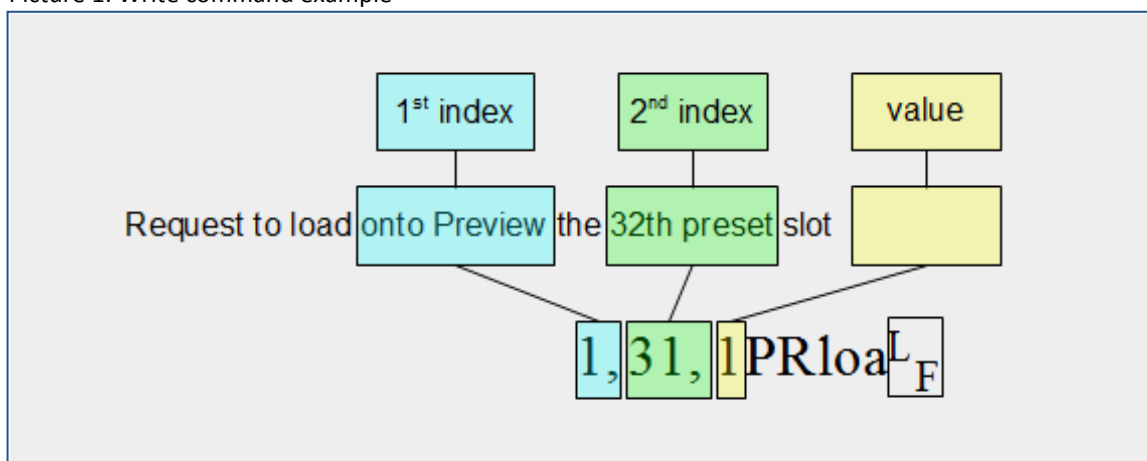 Picture 1: Write command example
1st index 2nd index value
Request to load onto Preview the 32th preset slot
1, 31, 1PRloaLF